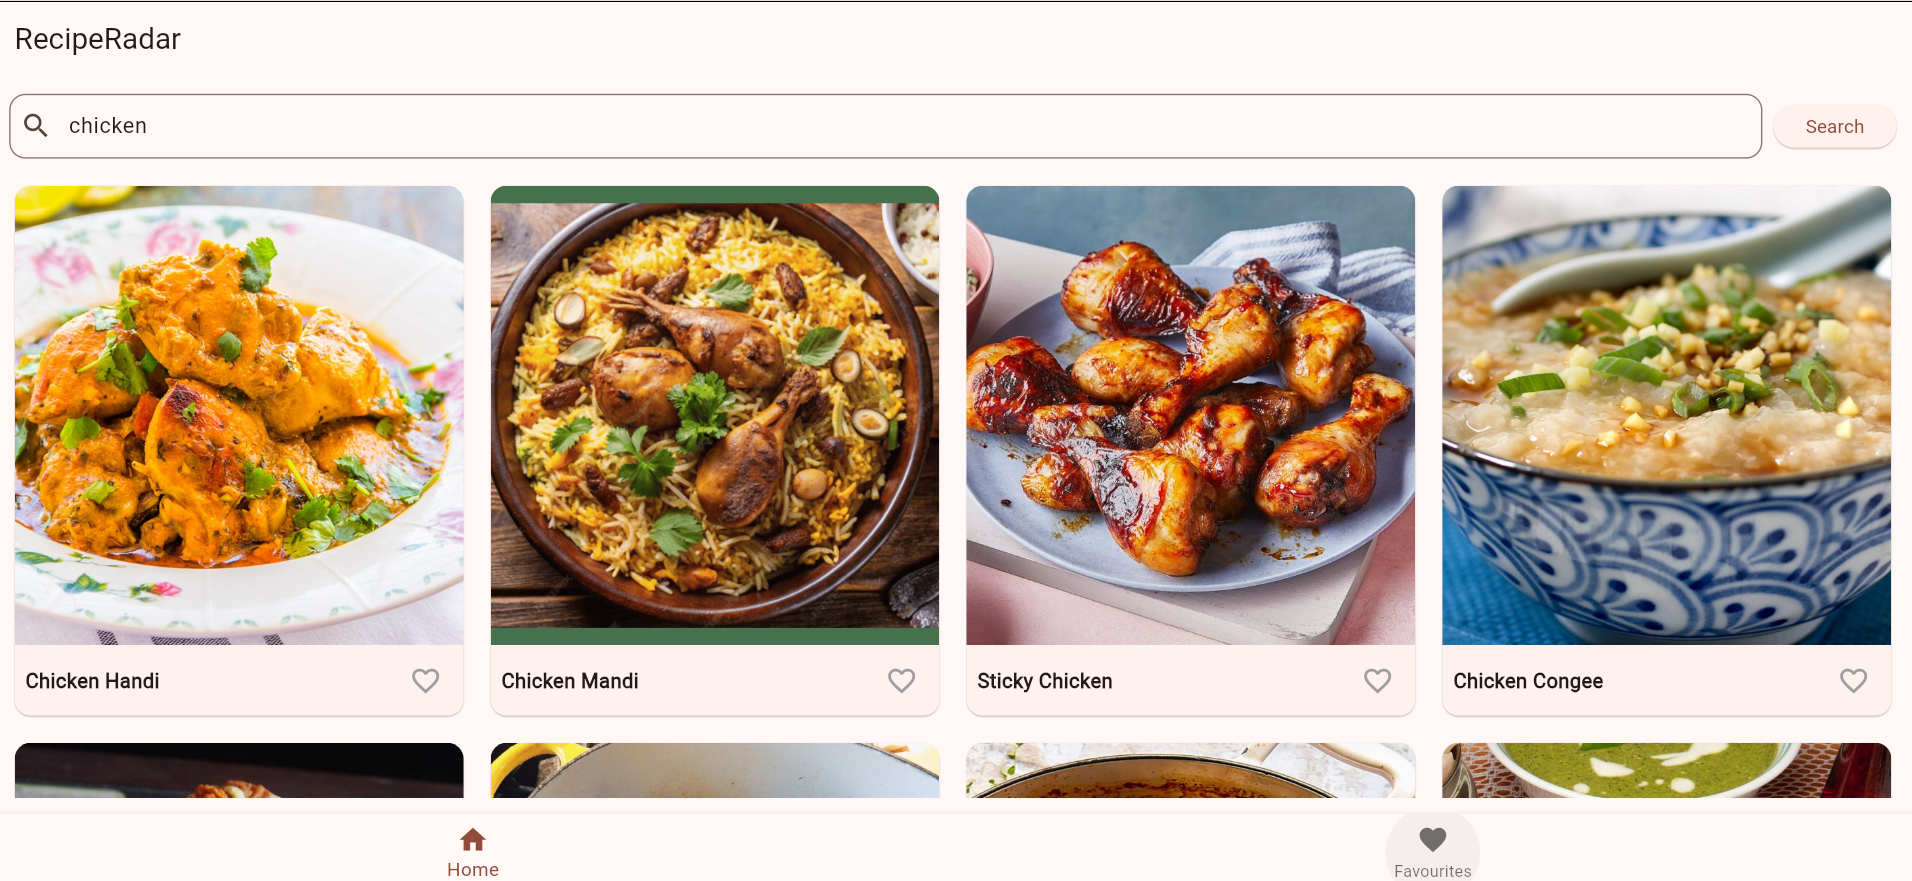 RecipeRadar
chicken
Search
Chicken Handi
Chicken Mandi
Sticky Chicken
Chicken Congee
Home
Favourites